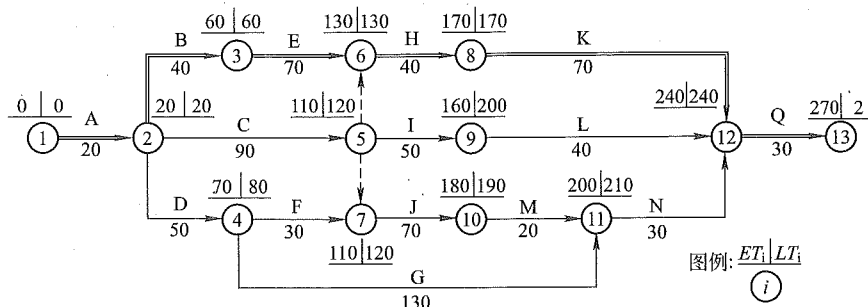 60 | 60
130 | 130
170 | 170
B
E
H
K
③
⑥
⑧
40
70
40
70
0 | 0
A
20 | 20
110 | 120
160 | 200
240 | 240
270 | 2
①
②
C
⑤
I
⑨
L
⑫
Q
⑬
20
90
50
40
30
70 | 80
180 | 190
200 | 210
D
④
F
⑦
J
⑩
M
⑪
N
50
30
70
20
30
110 | 120
G
130
图例: ETi | LTi
i